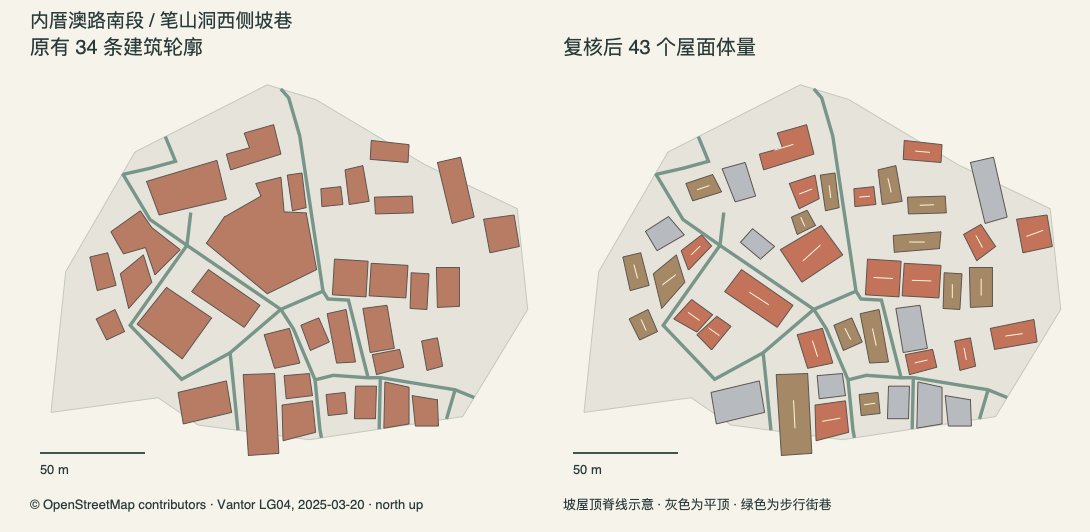 内厝澳路南段 / 笔山洞西侧坡巷
原有 34 条建筑轮廓
复核后 43 个屋面体量
50 m
50 m
© OpenStreetMap contributors · Vantor LG04, 2025-03-20 · north up
坡屋顶脊线示意 · 灰色为平顶 · 绿色为步行街巷